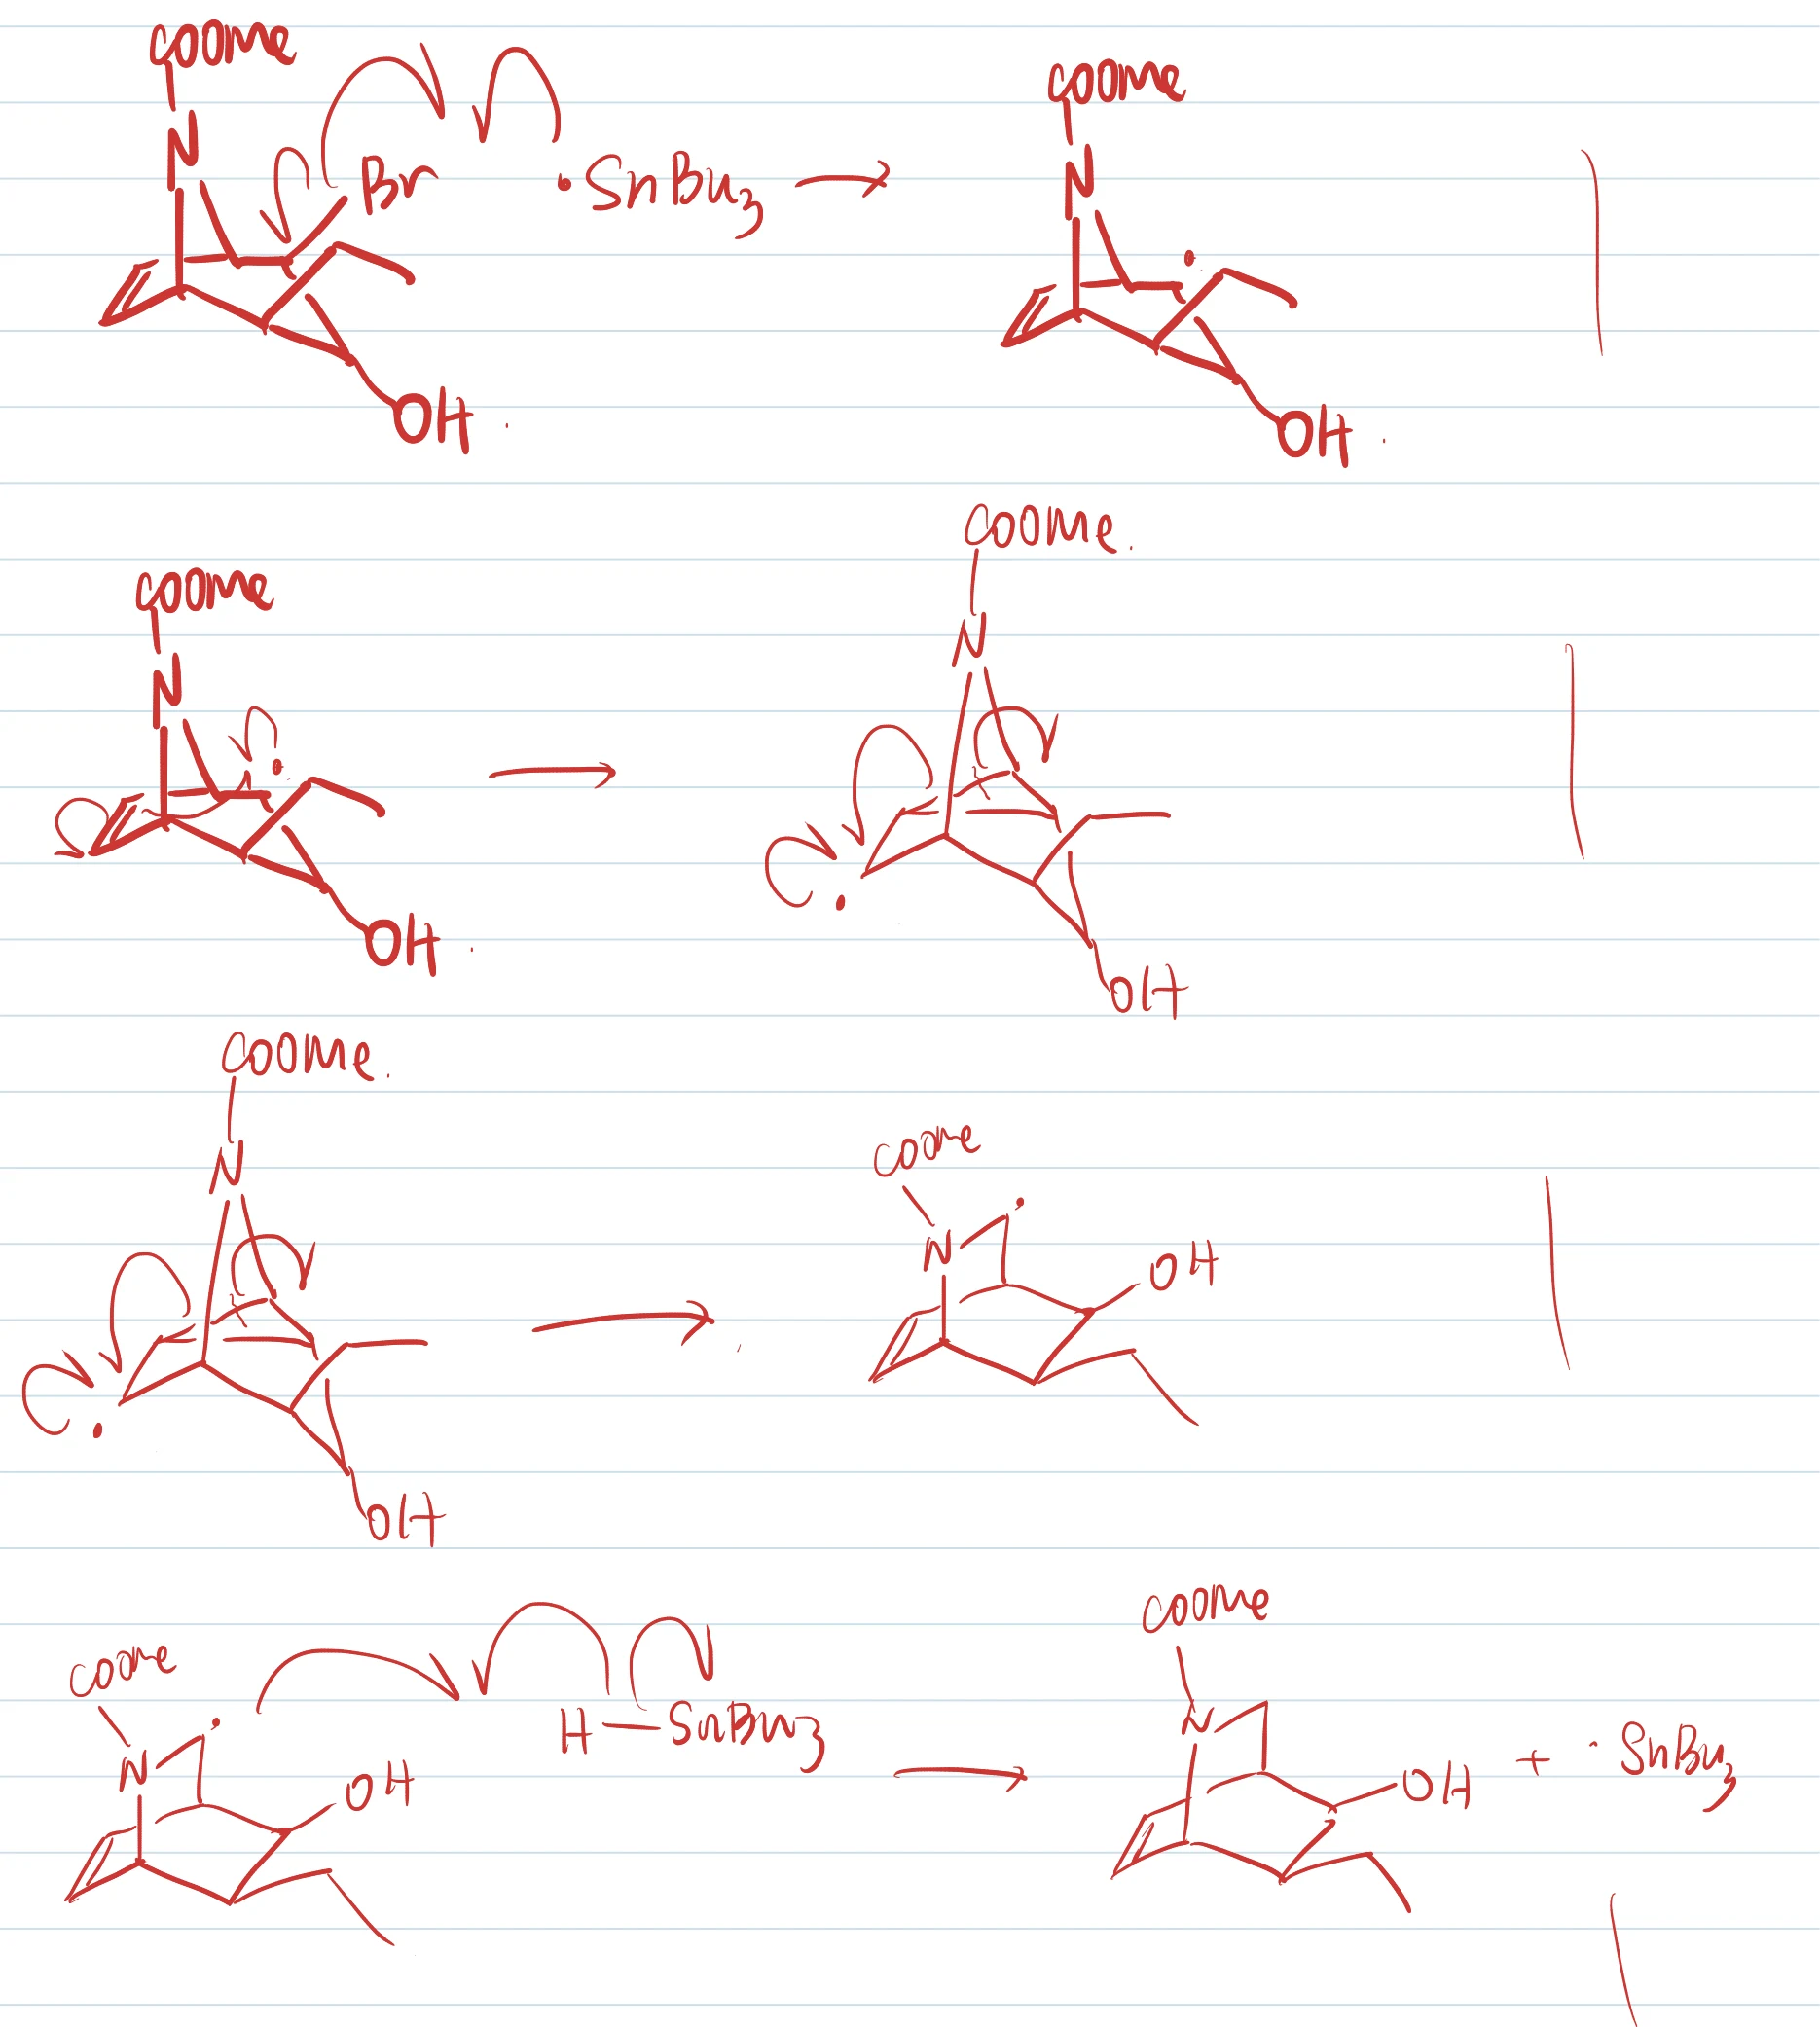 COOMe
COOMe
N
Br
• SnBu3 →
N
OH .
OH .
COOMe.
COOMe
N
N
→
OH .
OH
COOMe.
N
COOMe
N
OH
→
OH
COOMe
COOMe
N
H—SnBu3
N
OH
→
OH + · SnBu3